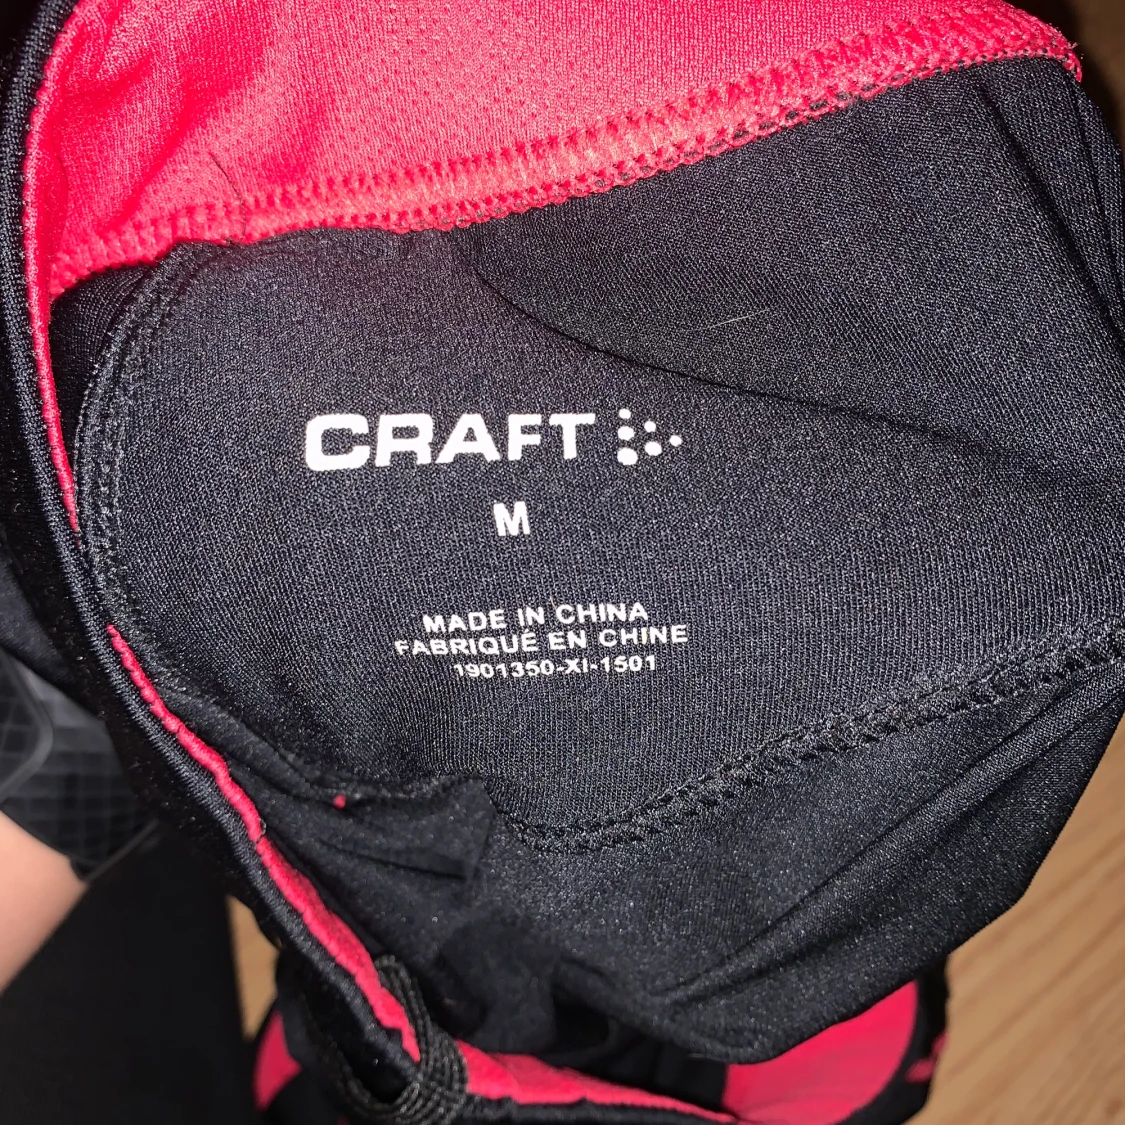 CRAFT
M
MADE IN CHINA
FABRIQUÉ EN CHINE
1901350-XI-1501